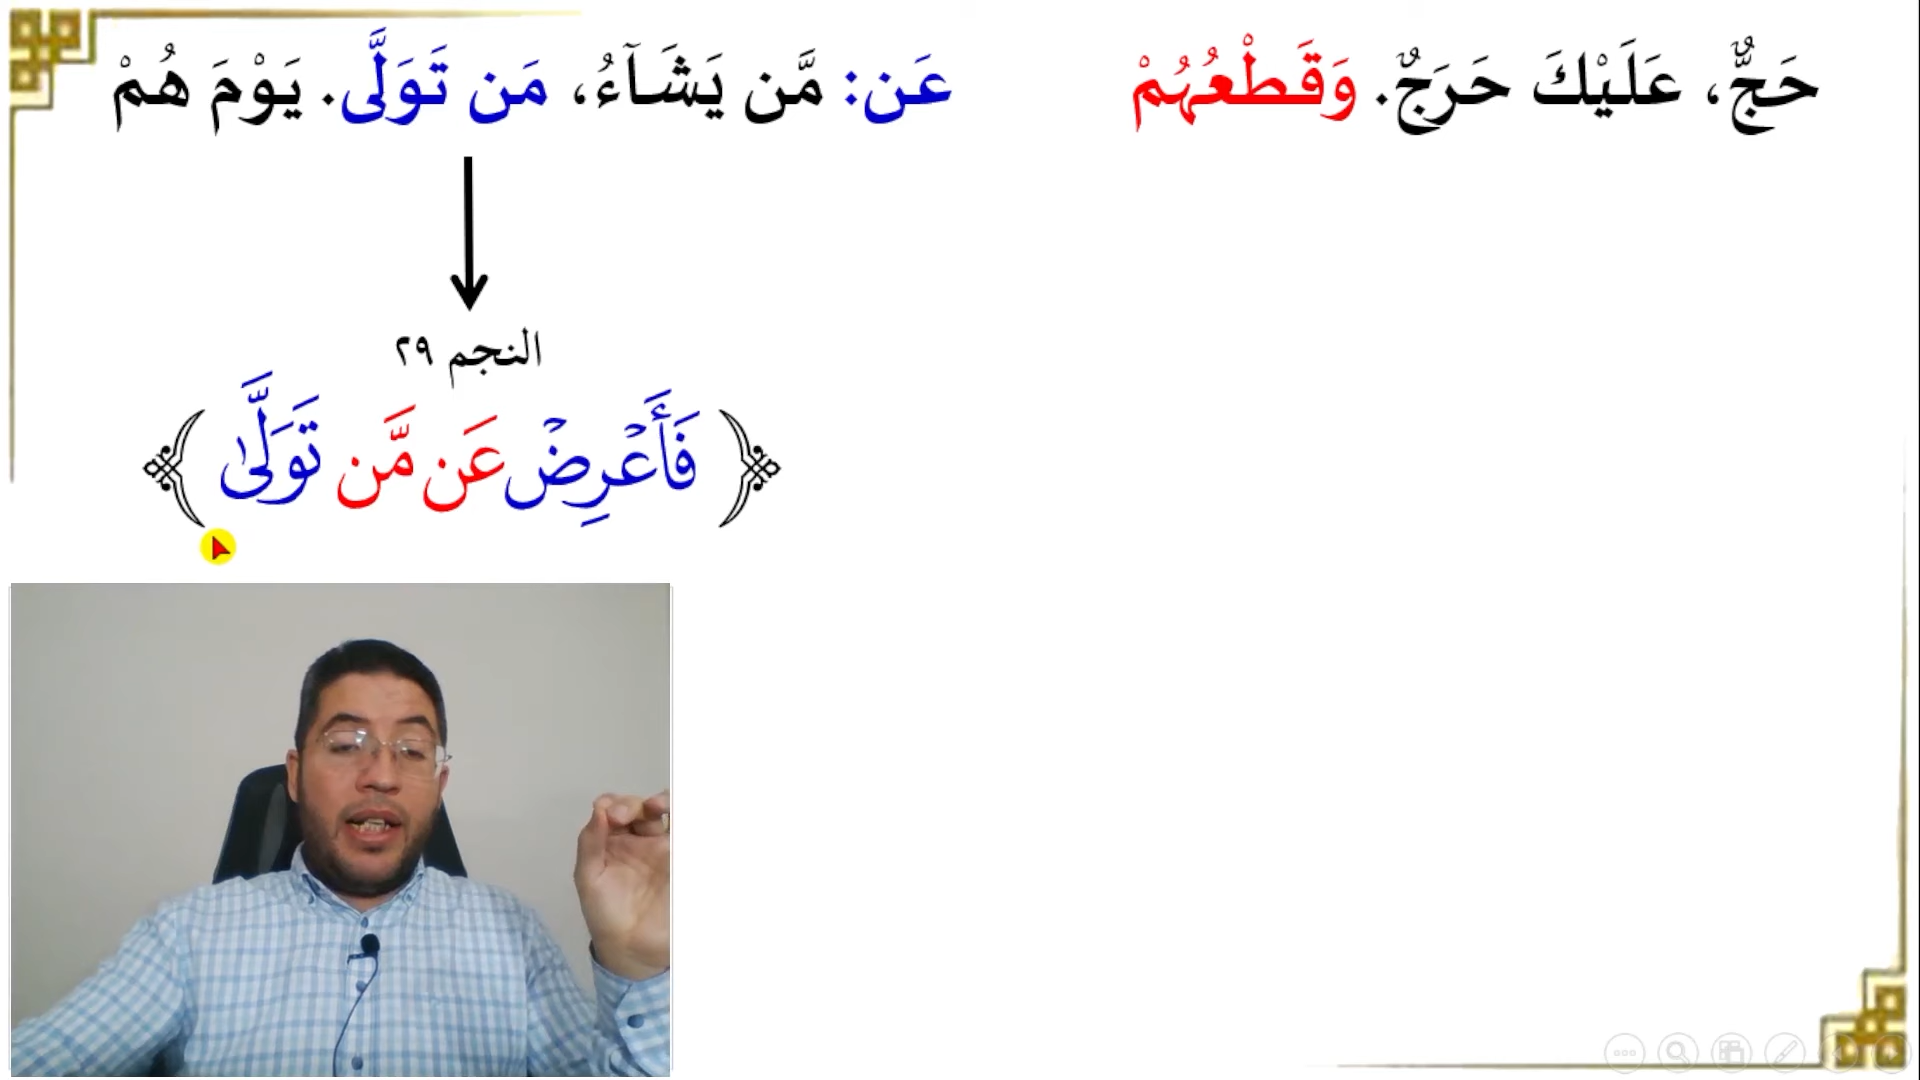 حَجٌّ، عَلَيْكَ حَرَجٌ. وَقَطْعُهُمْ عَن: مَّن يَشَآءُ، مَن تَوَلَّى. يَوْمَ هُمْ
النجم ٢٩
﴿ فَأَعْرِضْ عَن مَّن تَوَلَّىٰ ﴾